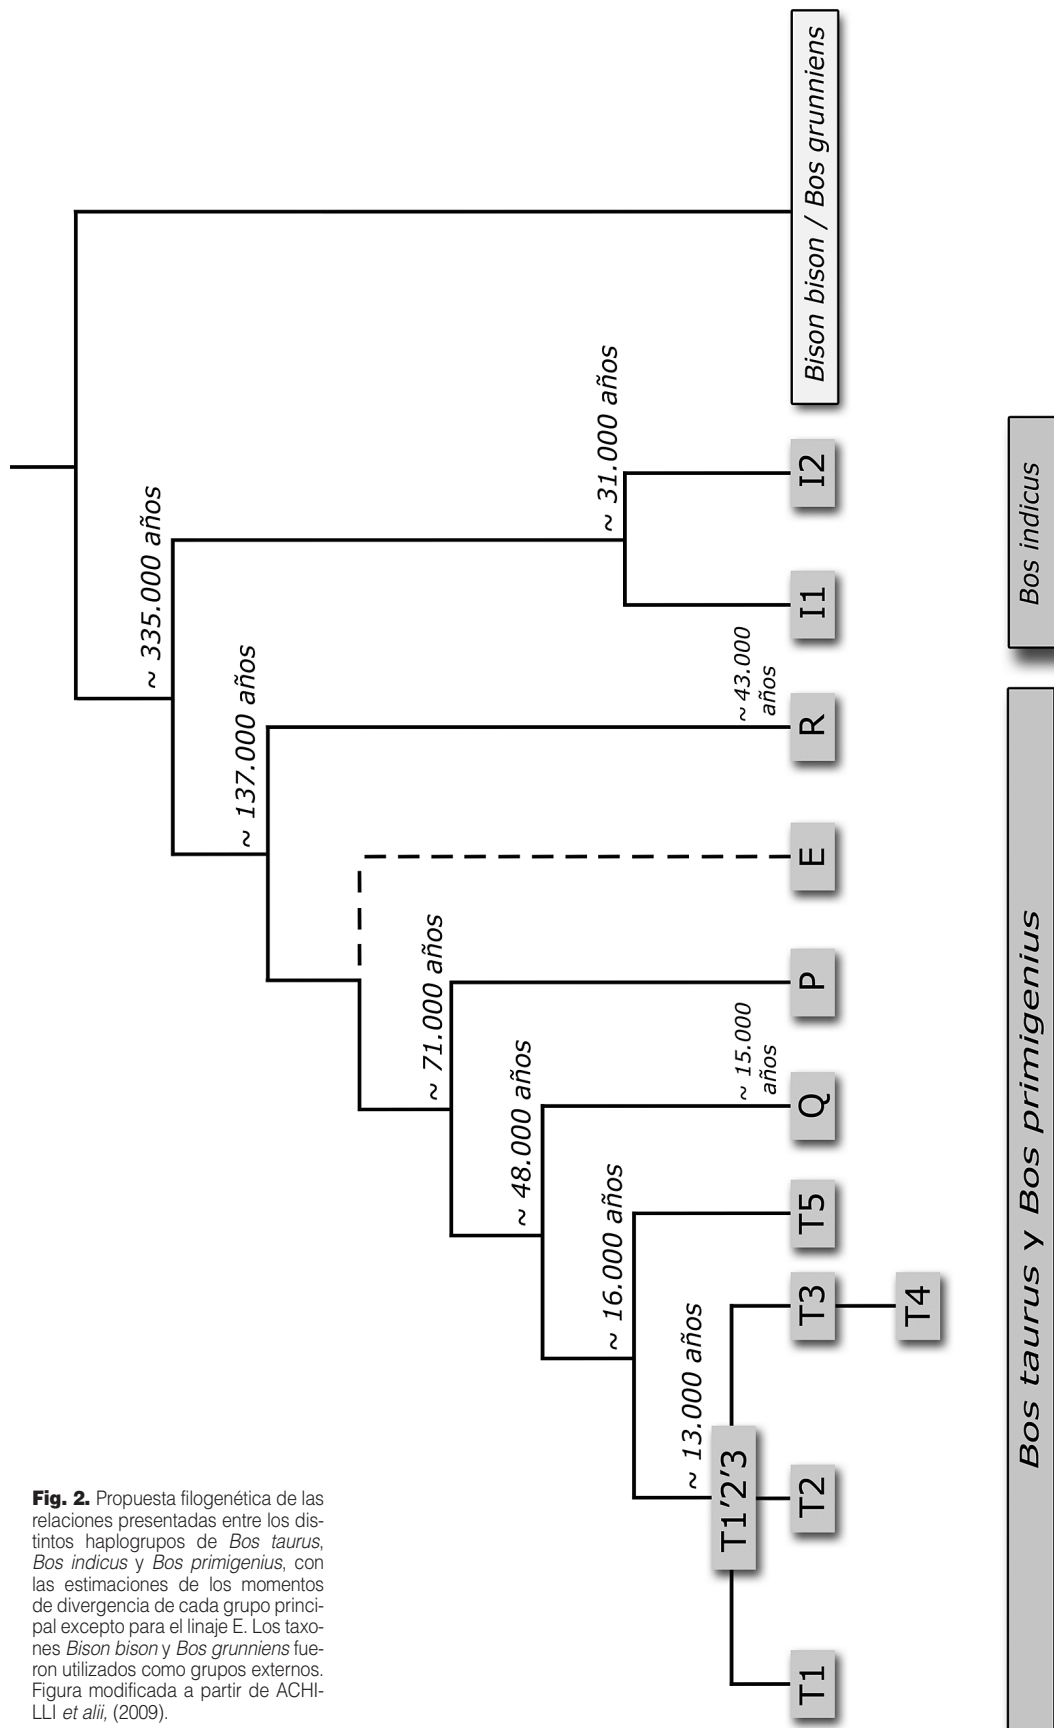 Bison bison / Bos grunniens
~ 335.000 años
~ 31.000 años
~ 137.000 años
~ 43.000
años
~ 71.000 años
~ 48.000 años
~ 15.000
años
~ 16.000 años
~ 13.000 años
T1'2'3
T1
T2
T3
T4
T5
Q
P
E
R
I1
I2
Bos taurus y Bos primigenius
Bos indicus
Fig. 2. Propuesta filogenética de las
relaciones presentadas entre los dis-
tintos haplogrupos de Bos taurus,
Bos indicus y Bos primigenius, con
las estimaciones de los momentos
de divergencia de cada grupo princi-
pal excepto para el linaje E. Los taxo-
nes Bison bison y Bos grunniens fue-
ron utilizados como grupos externos.
Figura modificada a partir de ACHI-
LLI et alii, (2009).